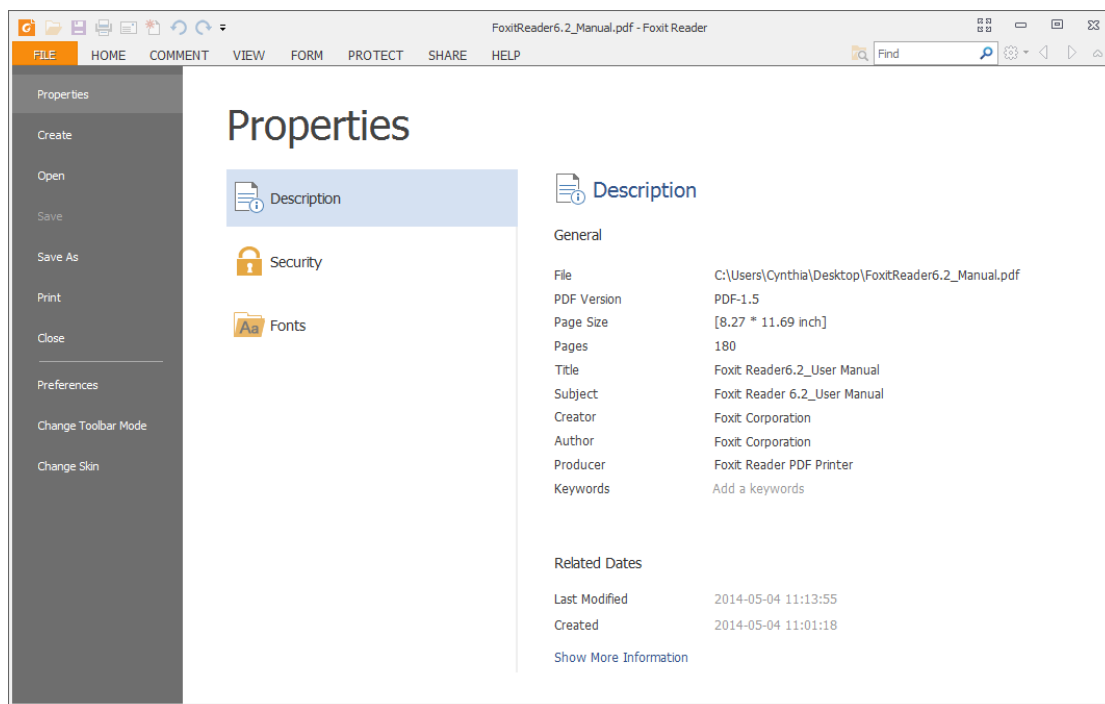 FoxitReader6.2_Manual.pdf - Foxit Reader
FILE HOME COMMENT VIEW FORM PROTECT SHARE HELP Find
Properties
Create
Open
Save
Save As
Print
Close
Preferences
Change Toolbar Mode
Change Skin
Properties
Description
Security
Aa Fonts
Description
General
File C:\Users\Cynthia\Desktop\FoxitReader6.2_Manual.pdf
PDF Version PDF-1.5
Page Size [8.27 * 11.69 inch]
Pages 180
Title Foxit Reader6.2_User Manual
Subject Foxit Reader 6.2_User Manual
Creator Foxit Corporation
Author Foxit Corporation
Producer Foxit Reader PDF Printer
Keywords Add a keywords
Related Dates
Last Modified 2014-05-04 11:13:55
Created 2014-05-04 11:01:18
Show More Information